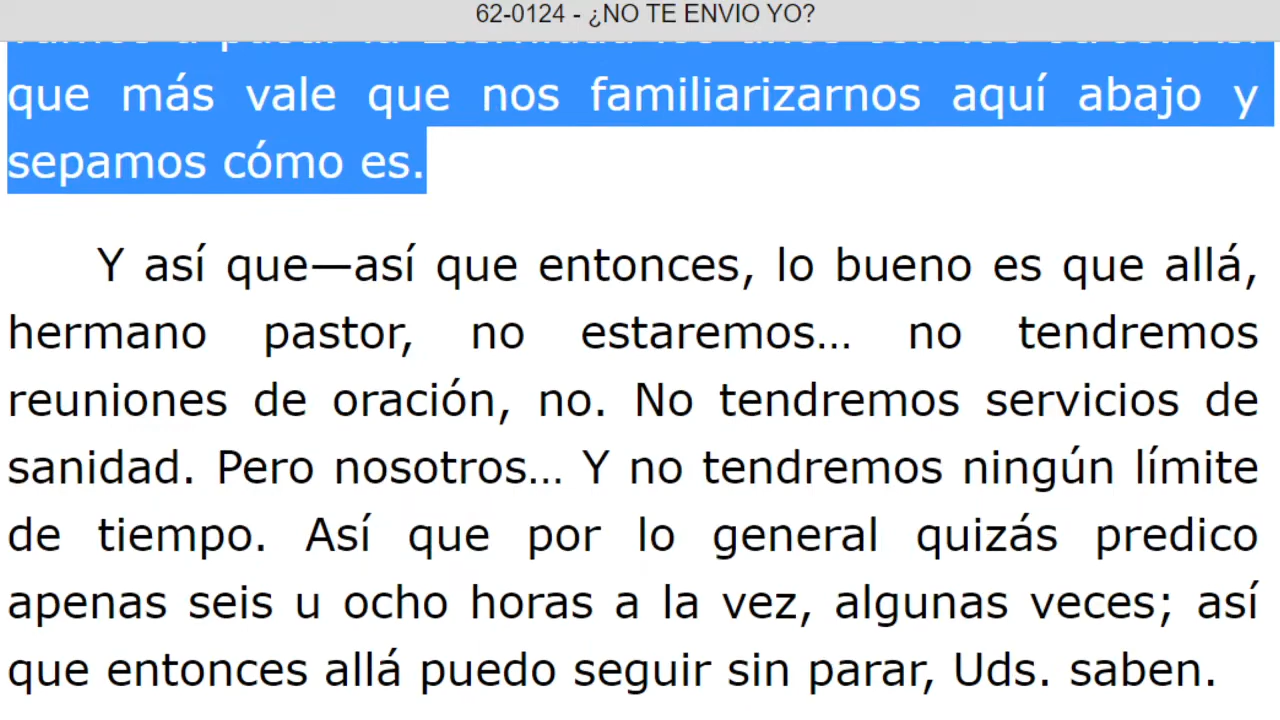 62-0124 - ¿NO TE ENVIO YO?
que más vale que nos familiarizarnos aquí abajo y
sepamos cómo es.
Y así que—así que entonces, lo bueno es que allá,
hermano pastor, no estaremos... no tendremos
reuniones de oración, no. No tendremos servicios de
sanidad. Pero nosotros... Y no tendremos ningún límite
de tiempo. Así que por lo general quizás predico
apenas seis u ocho horas a la vez, algunas veces; así
que entonces allá puedo seguir sin parar, Uds. saben.